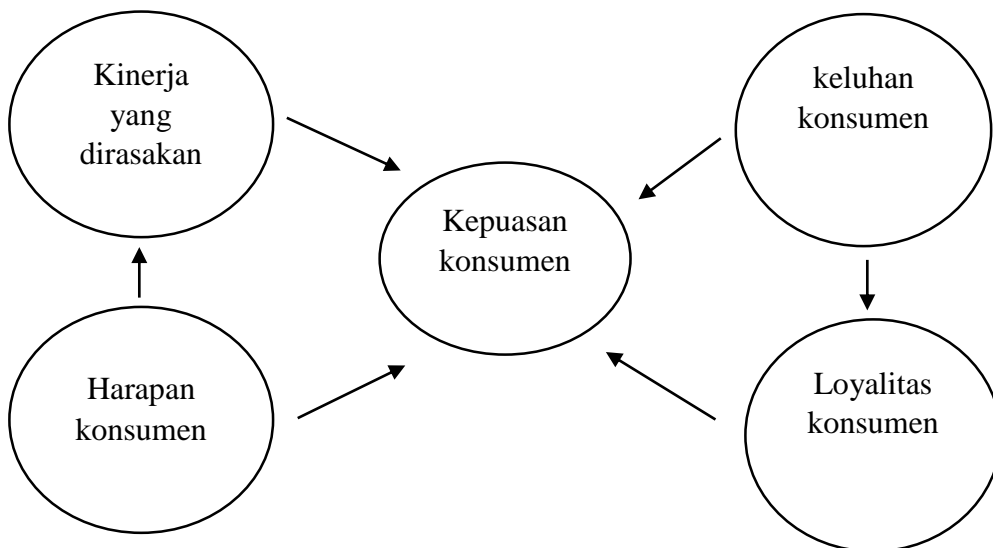 Kinerja
yang
dirasakan
keluhan
konsumen
Kepuasan
konsumen
Harapan
konsumen
Loyalitas
konsumen